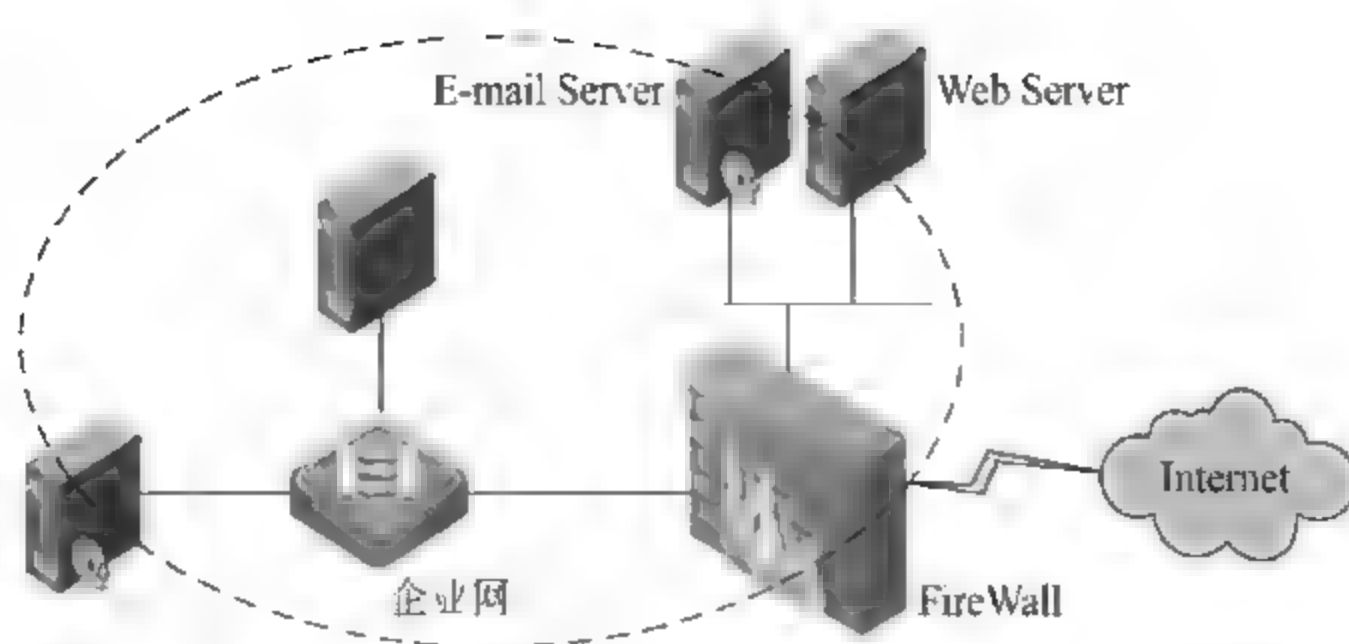 E-mail Server
Web Server
Internet
企业网
FireWall